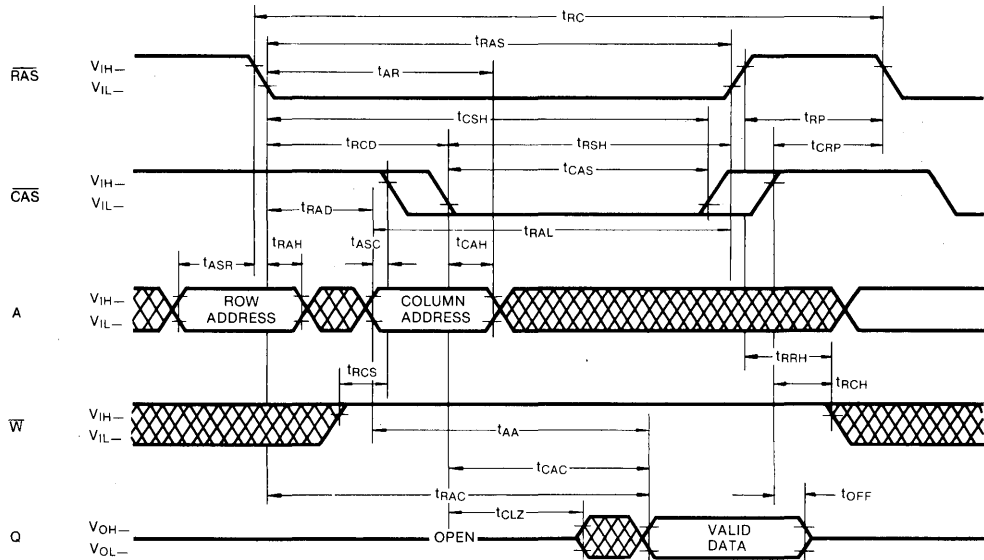 tRC
tRAS
RAS
VIH
VIL
tAR
tRP
tCSH
tRCD
tRSH
tCRP
CAS
VIH
VIL
tCAS
tRAD
tRAL
tRAH
tASC
tCAH
tASR
A
VIH
VIL
ROW
ADDRESS
COLUMN
ADDRESS
tRRH
tRCS
tRCH
W
VIH
VIL
tAA
tCAC
tRAC
tOFF
tCLZ
Q
VOH
VOL
OPEN
VALID
DATA